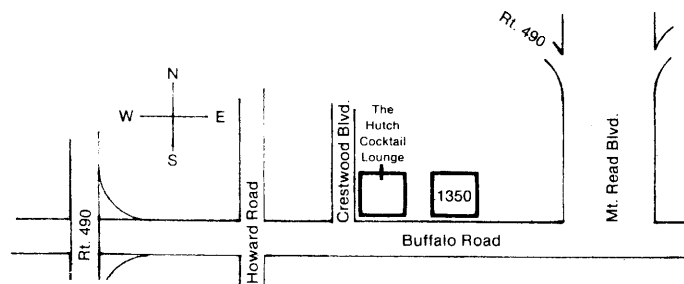 Rt. 490
N
W
E
S
The
Hutch
Cocktail
Lounge
Crestwood Blvd.
1350
Mt. Read Blvd.
Rt. 490
Howard Road
Buffalo Road